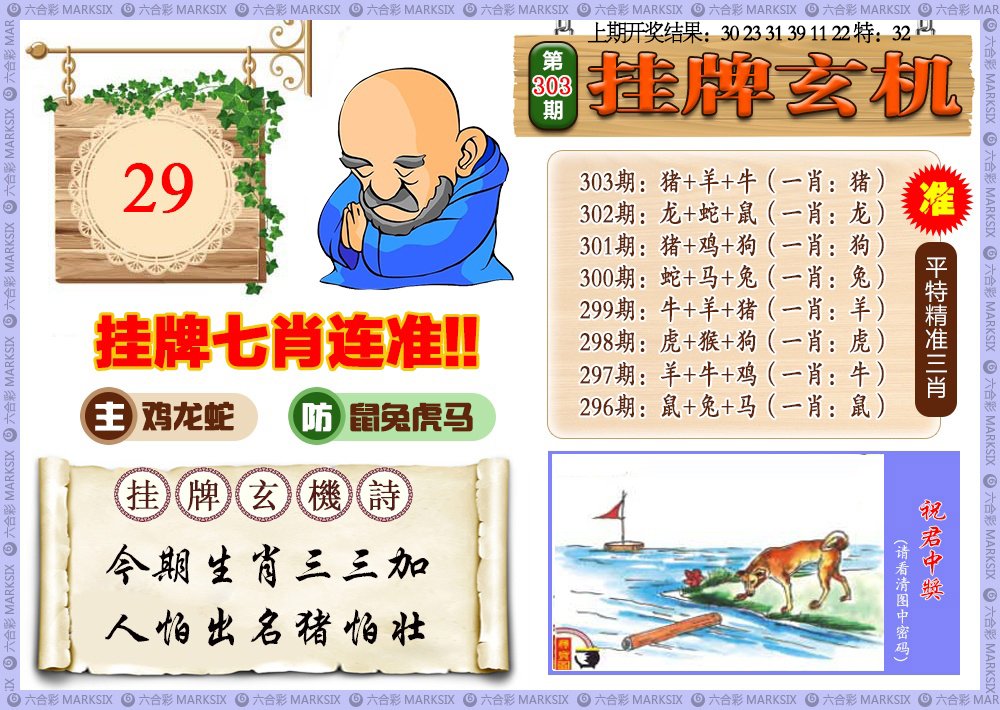 六合彩 MARKSIX
上期开奖结果：30 23 31 39 11 22 特：32
第
303
期
挂牌玄机
29
303期：猪+羊+牛（一肖：猪）
302期：龙+蛇+鼠（一肖：龙）
301期：猪+鸡+狗（一肖：狗）
300期：蛇+马+兔（一肖：兔）
299期：牛+羊+猪（一肖：羊）
298期：虎+猴+狗（一肖：虎）
297期：羊+牛+鸡（一肖：牛）
296期：鼠+兔+马（一肖：鼠）
准
平特精准三肖
挂牌七肖连准!!
主 鸡龙蛇
防 鼠兔虎马
挂牌玄機詩
今期生肖三三加
人怕出名猪怕壮
祝君中奖
（请看清图中密码）